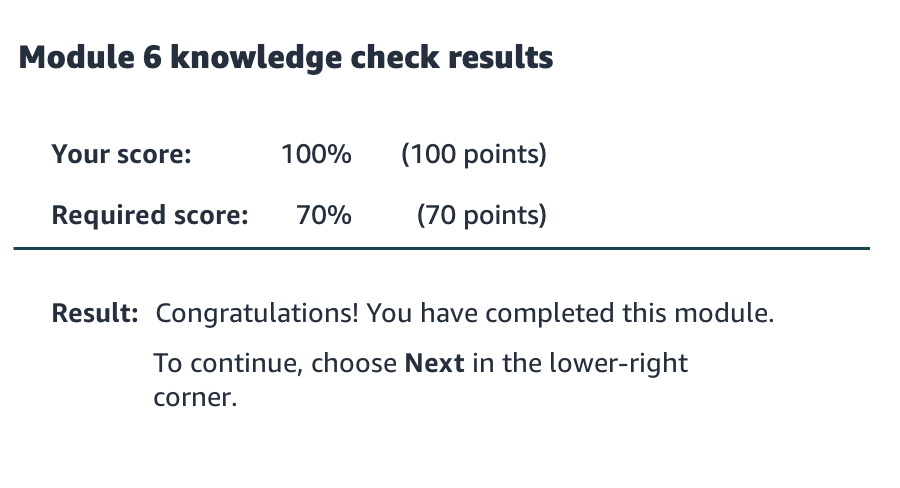 Module 6 knowledge check results
Your score: 100% (100 points)
Required score: 70% (70 points)
Result: Congratulations! You have completed this module.
To continue, choose Next in the lower-right
corner.